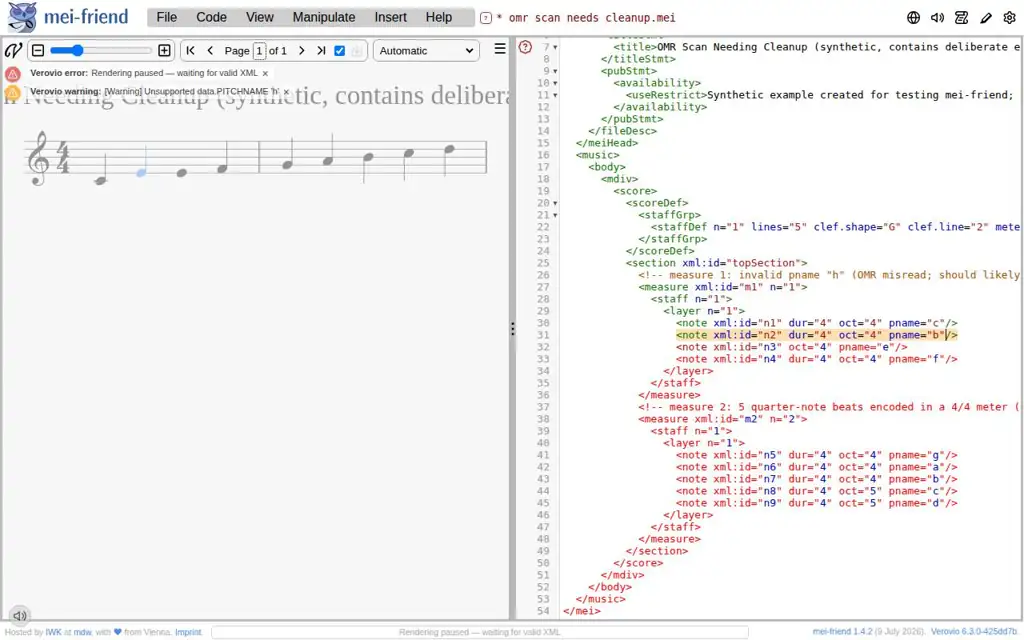 mei-friend File Code View Manipulate Insert Help * omr scan needs cleanup.mei
Page 1 of 1 Automatic
Verovio error: Rendering paused — waiting for valid XML ×
Verovio warning: [Warning] Unsupported data.PITCHNAME 'h' ×
n Needing Cleanup (synthetic, contains delibera
4
4
7 <title>OMR Scan Needing Cleanup (synthetic, contains deliberate e
8 </titleStmt>
9 <pubStmt>
10 <availability>
11 <useRestrict>Synthetic example created for testing mei-friend;
12 </availability>
13 </pubStmt>
14 </fileDesc>
15 </meiHead>
16 <music>
17 <body>
18 <mdiv>
19 <score>
20 <scoreDef>
21 <staffGrp>
22 <staffDef n="1" lines="5" clef.shape="G" clef.line="2" mete
23 </staffGrp>
24 </scoreDef>
25 <section xml:id="topSection">
26 <!-- measure 1: invalid pname "h" (OMR misread; should likely
27 <measure xml:id="m1" n="1">
28 <staff n="1">
29 <layer n="1">
30 <note xml:id="n1" dur="4" oct="4" pname="c"/>
31 <note xml:id="n2" dur="4" oct="4" pname="b"/>
32 <note xml:id="n3" oct="4" pname="e"/>
33 <note xml:id="n4" dur="4" oct="4" pname="f"/>
34 </layer>
35 </staff>
36 </measure>
37 <!-- measure 2: 5 quarter-note beats encoded in a 4/4 meter (
38 <measure xml:id="m2" n="2">
39 <staff n="1">
40 <layer n="1">
41 <note xml:id="n5" dur="4" oct="4" pname="g"/>
42 <note xml:id="n6" dur="4" oct="4" pname="a"/>
43 <note xml:id="n7" dur="4" oct="4" pname="b"/>
44 <note xml:id="n8" dur="4" oct="5" pname="c"/>
45 <note xml:id="n9" dur="4" oct="5" pname="d"/>
46 </layer>
47 </staff>
48 </measure>
49 </section>
50 </score>
51 </mdiv>
52 </body>
53 </music>
54 </mei>
Hosted by IWK at mdw, with from Vienna. Imprint Rendering paused — waiting for valid XML mei-friend 1.4.2 (9 July 2026). Verovio 6.3.0-425dd7b.